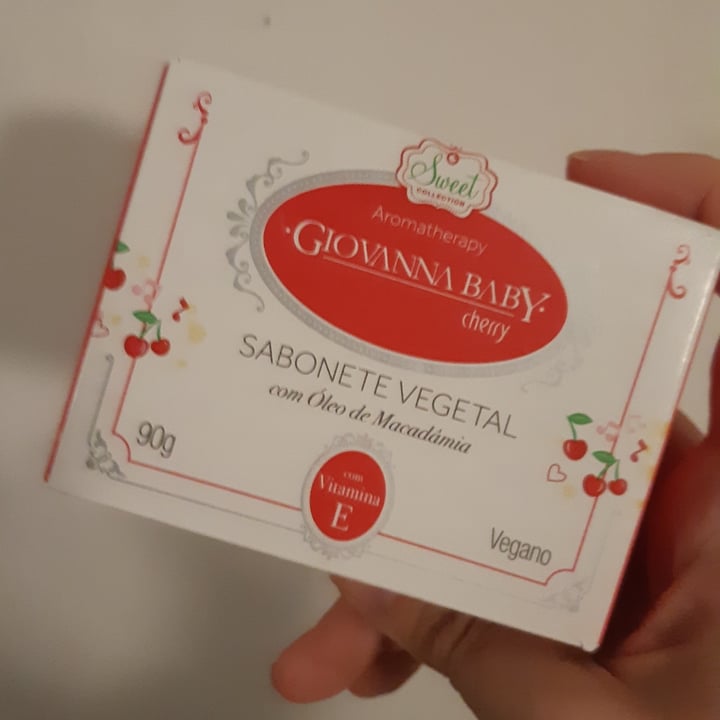 Sweet
COLLECTION
Aromatherapy
·GIOVANNA BABY·
cherry
SABONETE VEGETAL
com Óleo de Macadâmia
90g
com
Vitamina
E
Vegano